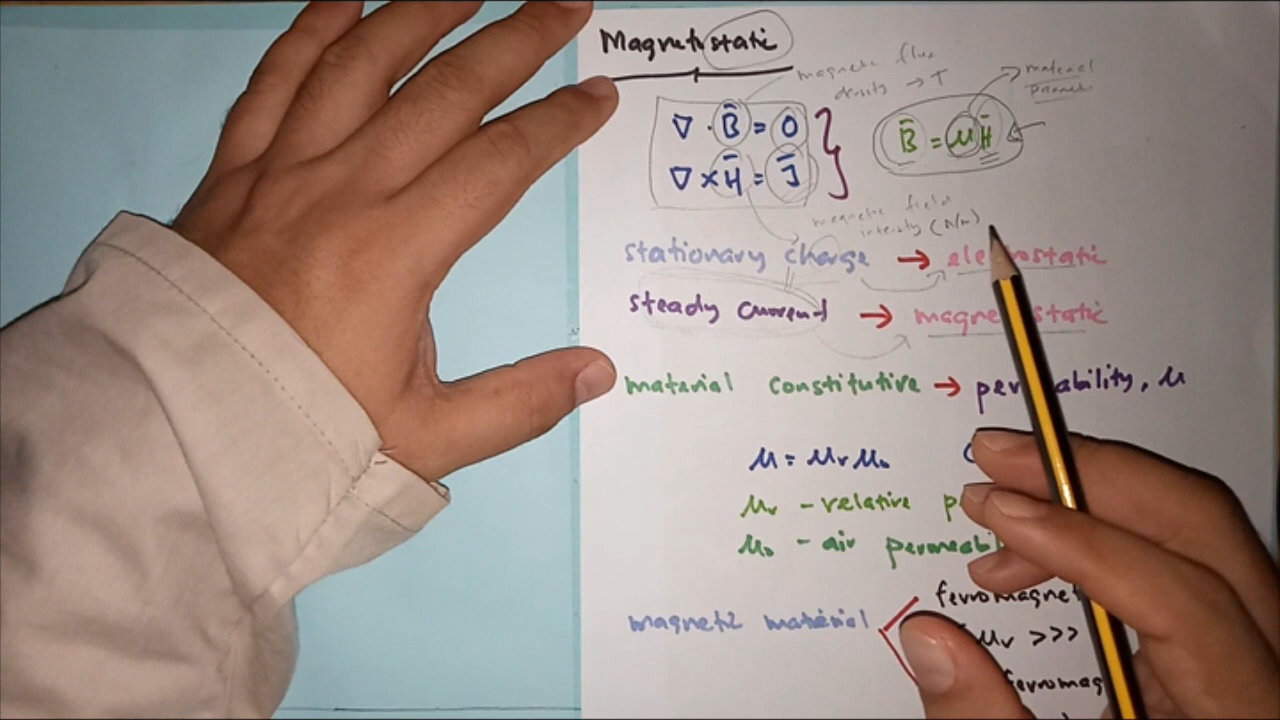 Magnetostatic
magnetic flux
density → T
material
∇ · B̄ = 0
∇ × H̄ = J̄
B̄ = μH̄
magnetic field
intensity (A/m)
stationary charge → electrostatic
steady current → magnetostatic
material constitutive → permeability, μ
μ = μr μo
μr - relative p
μo - air permeabi
magnetic material
ferromagnet
μr >>>
ferromag